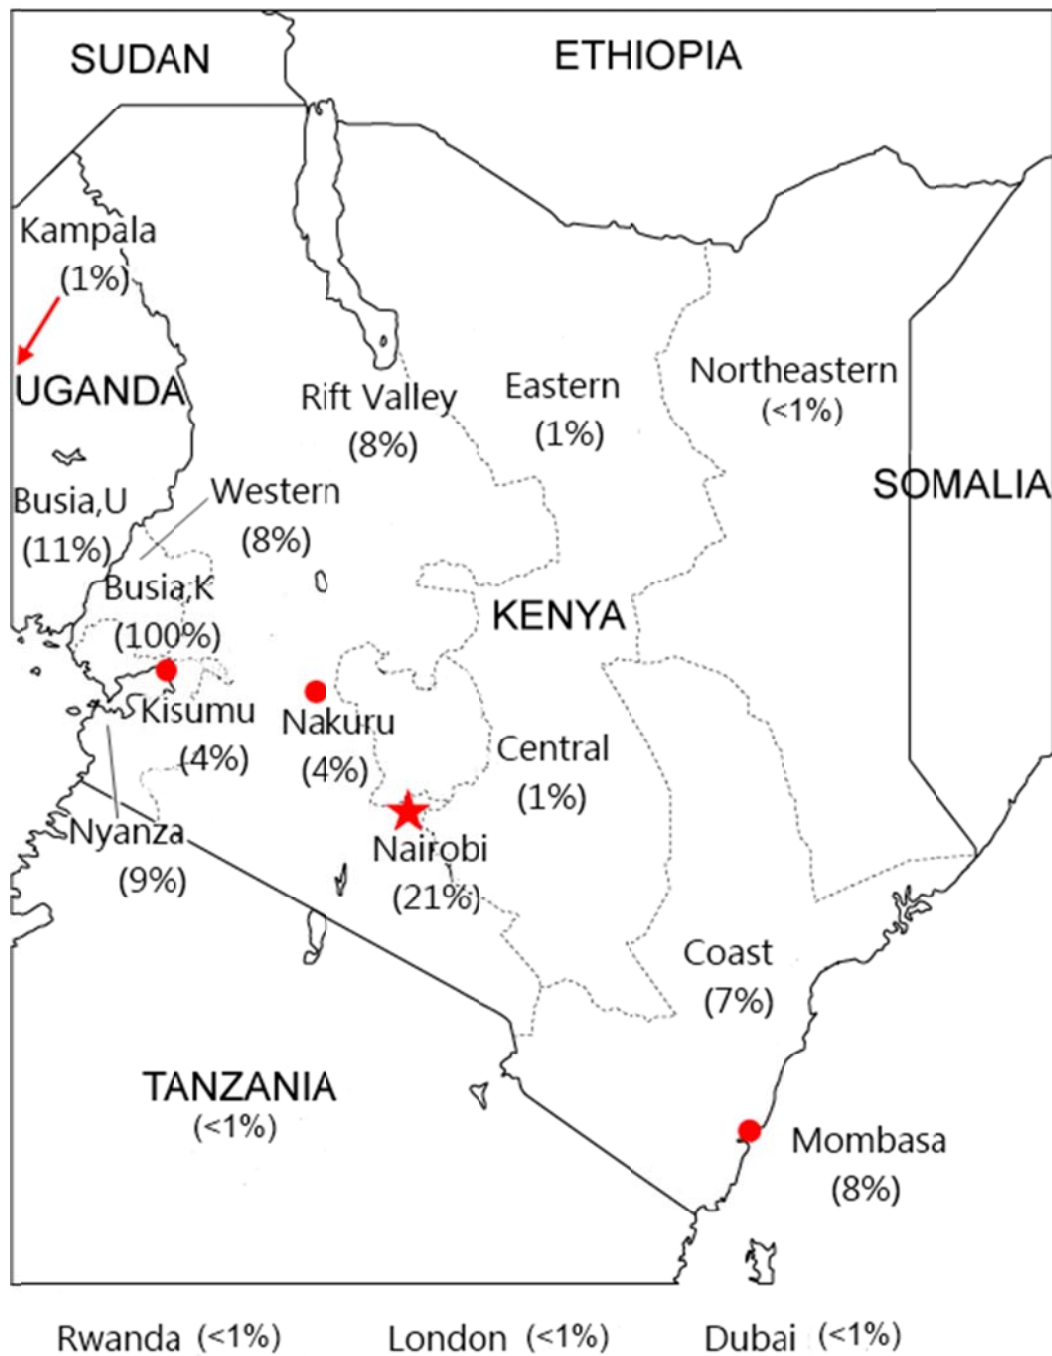 SUDAN
ETHIOPIA
Kampala
(1%)
UGANDA
Rift Valley
(8%)
Eastern
(1%)
Northeastern
(<1%)
SOMALIA
Busia,U
(11%)
Western
(8%)
Busia,K
(100%)
KENYA
Kisumu
(4%)
Nakuru
(4%)
Central
(1%)
Nyanza
(9%)
Nairobi
(21%)
Coast
(7%)
TANZANIA
(<1%)
Mombasa
(8%)
Rwanda (<1%) London (<1%) Dubai (<1%)